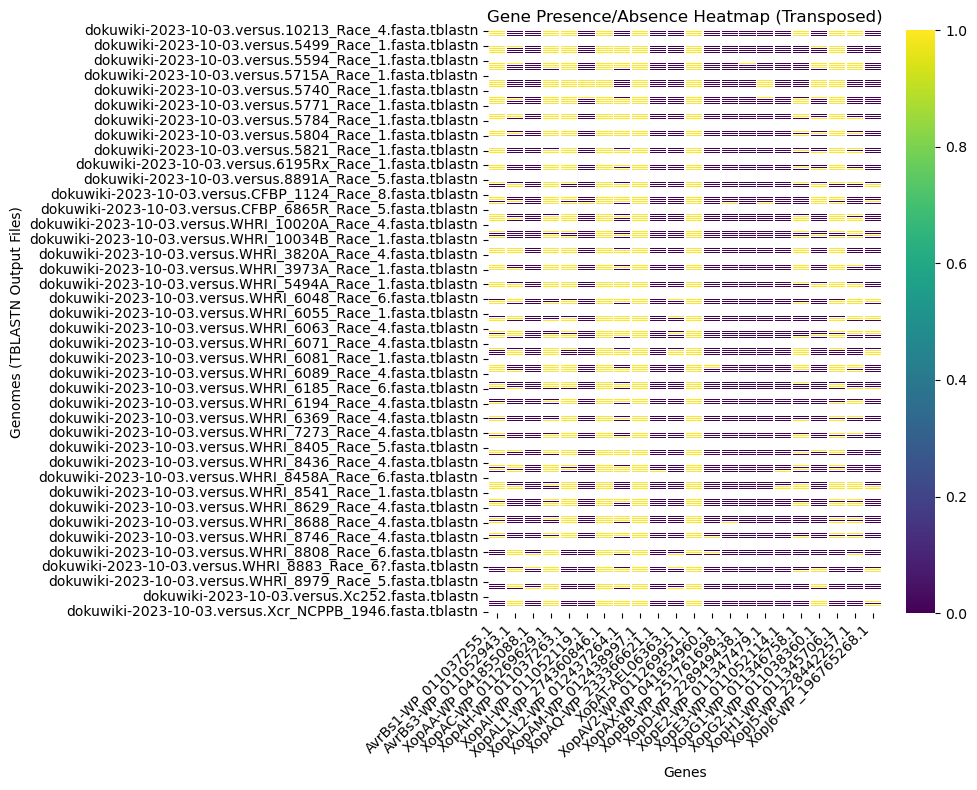 Gene Presence/Absence Heatmap (Transposed)
dokuwiki-2023-10-03.versus.10213_Race_4.fasta.tblastn
dokuwiki-2023-10-03.versus.5499_Race_1.fasta.tblastn
dokuwiki-2023-10-03.versus.5594_Race_1.fasta.tblastn
dokuwiki-2023-10-03.versus.5715A_Race_1.fasta.tblastn
dokuwiki-2023-10-03.versus.5740_Race_1.fasta.tblastn
dokuwiki-2023-10-03.versus.5771_Race_1.fasta.tblastn
dokuwiki-2023-10-03.versus.5784_Race_1.fasta.tblastn
dokuwiki-2023-10-03.versus.5804_Race_1.fasta.tblastn
dokuwiki-2023-10-03.versus.5821_Race_1.fasta.tblastn
dokuwiki-2023-10-03.versus.6195Rx_Race_1.fasta.tblastn
dokuwiki-2023-10-03.versus.8891A_Race_5.fasta.tblastn
dokuwiki-2023-10-03.versus.CFBP_1124_Race_8.fasta.tblastn
dokuwiki-2023-10-03.versus.CFBP_6865R_Race_5.fasta.tblastn
dokuwiki-2023-10-03.versus.WHRI_10020A_Race_4.fasta.tblastn
dokuwiki-2023-10-03.versus.WHRI_10034B_Race_1.fasta.tblastn
dokuwiki-2023-10-03.versus.WHRI_3820A_Race_4.fasta.tblastn
dokuwiki-2023-10-03.versus.WHRI_3973A_Race_1.fasta.tblastn
dokuwiki-2023-10-03.versus.WHRI_5494A_Race_1.fasta.tblastn
dokuwiki-2023-10-03.versus.WHRI_6048_Race_6.fasta.tblastn
dokuwiki-2023-10-03.versus.WHRI_6055_Race_1.fasta.tblastn
dokuwiki-2023-10-03.versus.WHRI_6063_Race_4.fasta.tblastn
dokuwiki-2023-10-03.versus.WHRI_6071_Race_4.fasta.tblastn
dokuwiki-2023-10-03.versus.WHRI_6081_Race_1.fasta.tblastn
dokuwiki-2023-10-03.versus.WHRI_6089_Race_4.fasta.tblastn
dokuwiki-2023-10-03.versus.WHRI_6185_Race_6.fasta.tblastn
dokuwiki-2023-10-03.versus.WHRI_6194_Race_4.fasta.tblastn
dokuwiki-2023-10-03.versus.WHRI_6369_Race_4.fasta.tblastn
dokuwiki-2023-10-03.versus.WHRI_7273_Race_4.fasta.tblastn
dokuwiki-2023-10-03.versus.WHRI_8405_Race_5.fasta.tblastn
dokuwiki-2023-10-03.versus.WHRI_8436_Race_4.fasta.tblastn
dokuwiki-2023-10-03.versus.WHRI_8458A_Race_6.fasta.tblastn
dokuwiki-2023-10-03.versus.WHRI_8541_Race_1.fasta.tblastn
dokuwiki-2023-10-03.versus.WHRI_8629_Race_4.fasta.tblastn
dokuwiki-2023-10-03.versus.WHRI_8688_Race_4.fasta.tblastn
dokuwiki-2023-10-03.versus.WHRI_8746_Race_4.fasta.tblastn
dokuwiki-2023-10-03.versus.WHRI_8808_Race_6.fasta.tblastn
dokuwiki-2023-10-03.versus.WHRI_8883_Race_6?.fasta.tblastn
dokuwiki-2023-10-03.versus.WHRI_8979_Race_5.fasta.tblastn
dokuwiki-2023-10-03.versus.Xc252.fasta.tblastn
dokuwiki-2023-10-03.versus.Xcr_NCPPB_1946.fasta.tblastn
Genomes (TBLASTN Output Files)
AvrBs1-WP_011037255.1
AvrBs3-WP_011052943.1
XopAA-WP_041855088.1
XopAC-WP_011269629.1
XopAH-WP_011037263.1
XopAI-WP_011052119.1
XopAL1-WP_274360846.1
XopAL2-WP_012437264.1
XopAM-WP_012438997.1
XopAQ-WP_233366621.1
XopAT-AEL06363.1
XopAV2-WP_011269951.1
XopAX-WP_041854960.1
XopBB-WP_251761698.1
XopD-WP_228949438.1
XopE2-WP_011347479.1
XopE3-WP_011052114.1
XopG1-WP_011346758.1
XopG2-WP_011038360.1
XopH1-WP_011345706.1
XopJ5-WP_228442257.1
XopJ6-WP_196765268.1
Genes
1.0
0.8
0.6
0.4
0.2
0.0